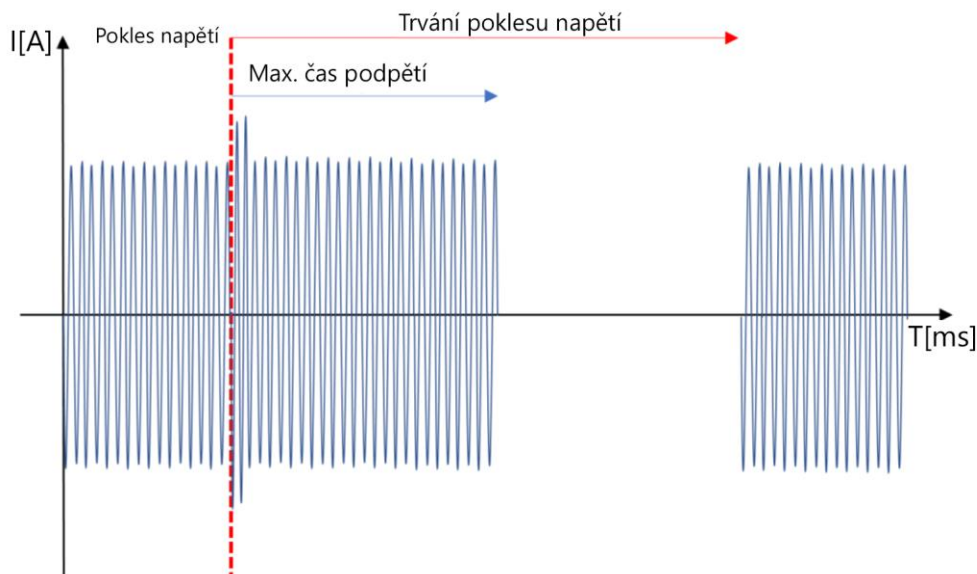 I[A]
Pokles napětí
Trvání poklesu napětí
Max. čas podpětí
T[ms]